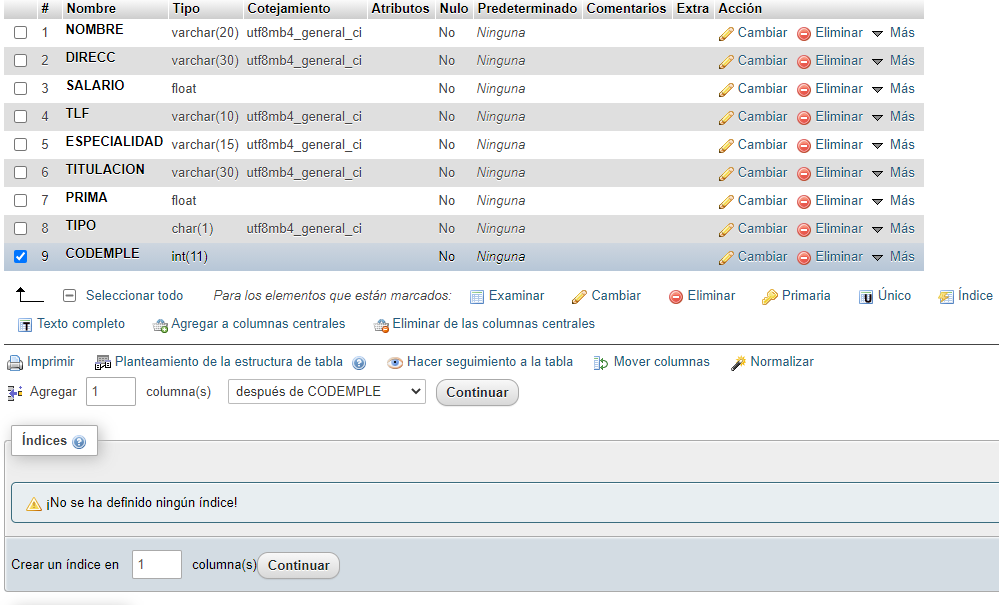 # Nombre Tipo Cotejamiento Atributos Nulo Predeterminado Comentarios Extra Acción
1 NOMBRE varchar(20) utf8mb4_general_ci No Ninguna Cambiar Eliminar Más
2 DIRECC varchar(30) utf8mb4_general_ci No Ninguna Cambiar Eliminar Más
3 SALARIO float No Ninguna Cambiar Eliminar Más
4 TLF varchar(10) utf8mb4_general_ci No Ninguna Cambiar Eliminar Más
5 ESPECIALIDAD varchar(15) utf8mb4_general_ci No Ninguna Cambiar Eliminar Más
6 TITULACION varchar(30) utf8mb4_general_ci No Ninguna Cambiar Eliminar Más
7 PRIMA float No Ninguna Cambiar Eliminar Más
8 TIPO char(1) utf8mb4_general_ci No Ninguna Cambiar Eliminar Más
9 CODEMPLE int(11) No Ninguna Cambiar Eliminar Más
Seleccionar todo Para los elementos que están marcados: Examinar Cambiar Eliminar Primaria Único Índice
Texto completo Agregar a columnas centrales Eliminar de las columnas centrales
Imprimir Planteamiento de la estructura de tabla Hacer seguimiento a la tabla Mover columnas Normalizar
Agregar 1 columna(s) después de CODEMPLE Continuar
Índices
¡No se ha definido ningún índice!
Crear un índice en 1 columna(s) Continuar